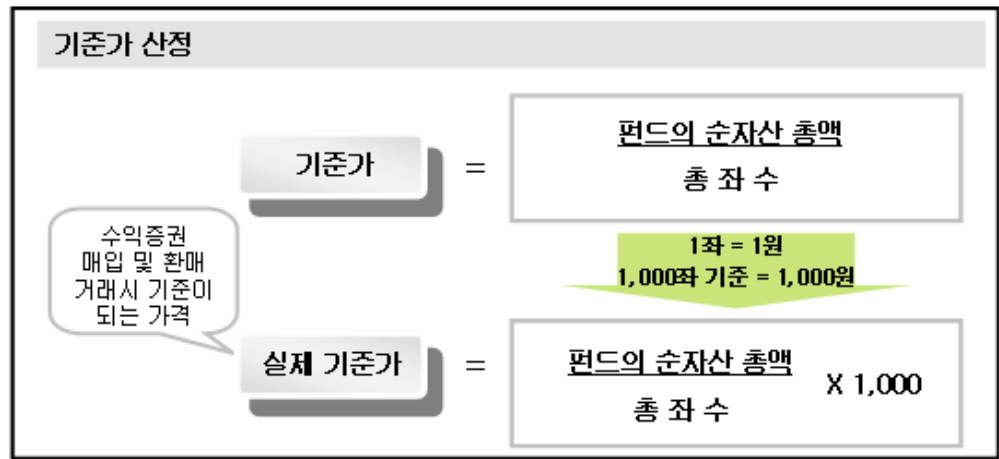 기준가 산정
기준가
=
펀드의 순자산 총액
총 좌 수
수익증권
매입 및 환매
거래시 기준이
되는 가격
1좌 = 1원
1,000좌 기준 = 1,000원
실제 기준가
=
펀드의 순자산 총액
총 좌 수
X 1,000